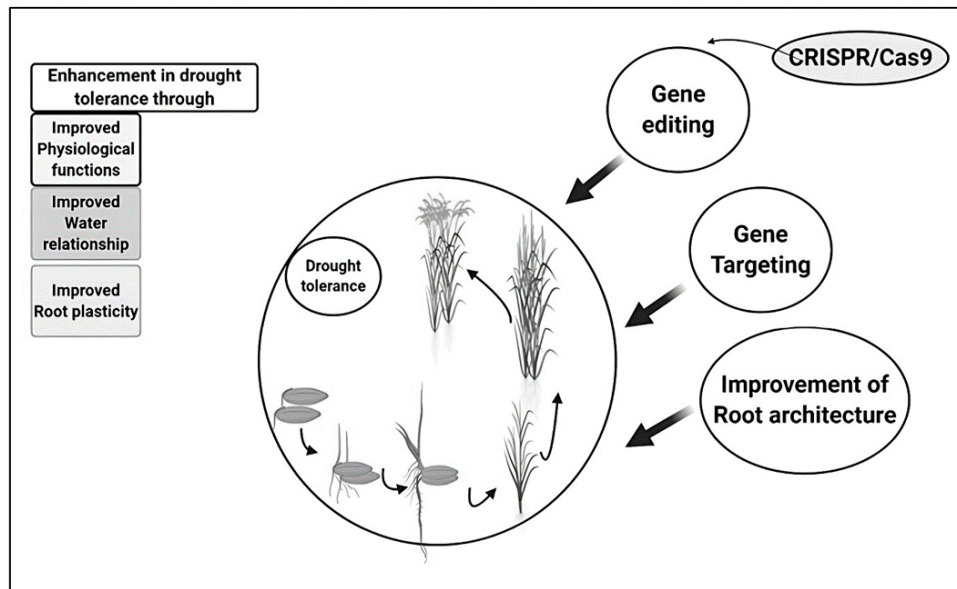 Enhancement in drought
tolerance through
Improved
Physiological
functions
Improved
Water
relationship
Improved
Root plasticity
CRISPR/Cas9
Gene
editing
Gene
Targeting
Improvement of
Root architecture
Drought
tolerance